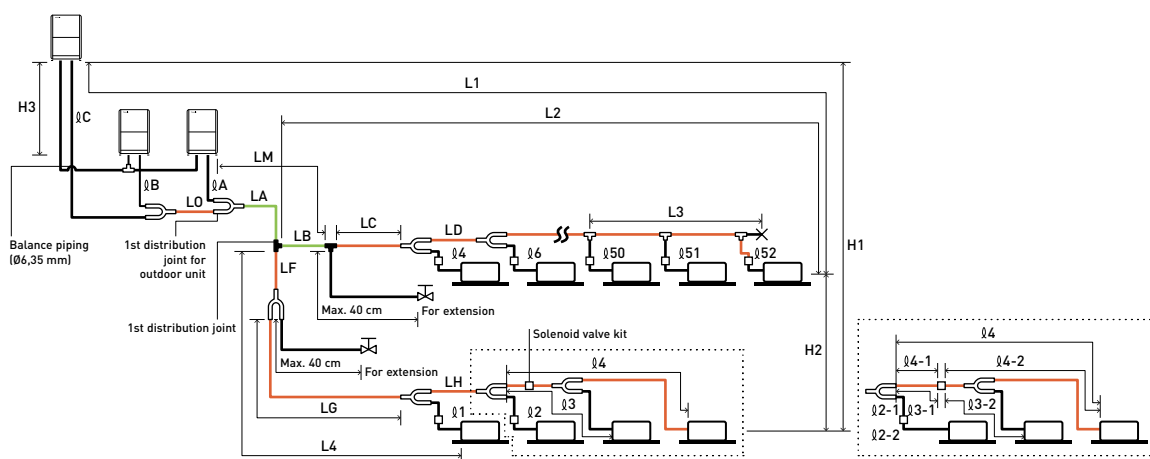 L1
H3
L2
ℓC
LM
ℓB
ℓA
LA
LO
L3
LC
LD
LB
H1
Balance piping
(Ø6,35 mm)
1st distribution
joint for
outdoor unit
ℓ4
ℓ6
ℓ50
ℓ51
ℓ52
LF
Max. 40 cm
For extension
1st distribution joint
Solenoid valve kit
H2
ℓ4
Max. 40 cm
For extension
ℓ4
ℓ4-1
ℓ4-2
LH
LG
ℓ1
ℓ2
ℓ3
ℓ2-1
ℓ3-1
ℓ3-2
ℓ2-2
L4